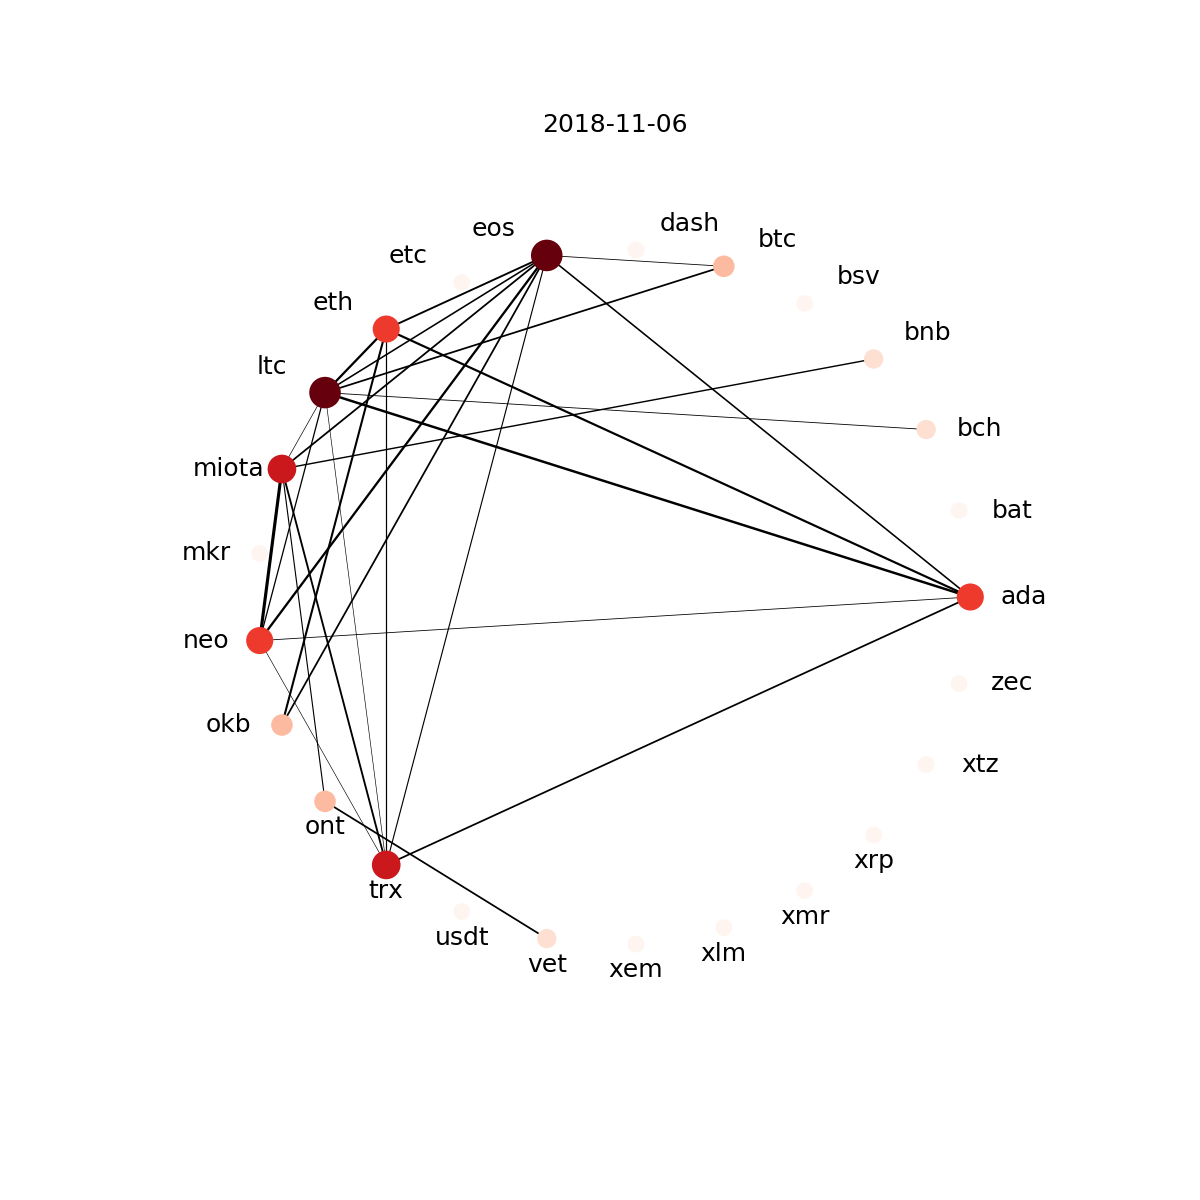 2018-11-06
dash
eos
btc
etc
bsv
eth
bnb
ltc
bch
miota
bat
mkr
ada
neo
zec
okb
xtz
ont
xrp
trx
xmr
usdt
xlm
vet
xem